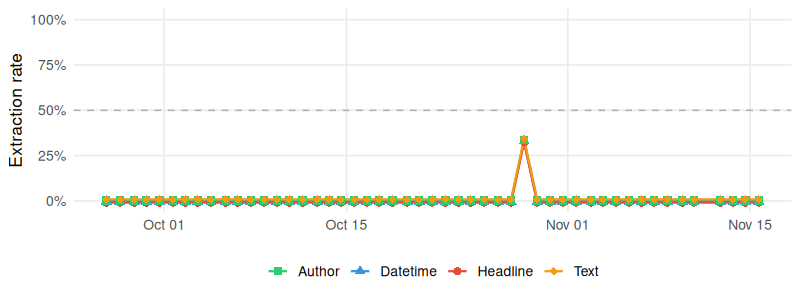 100%
75%
50%
25%
0%
Extraction rate
Oct 01 Oct 15 Nov 01 Nov 15
Author Datetime Headline Text